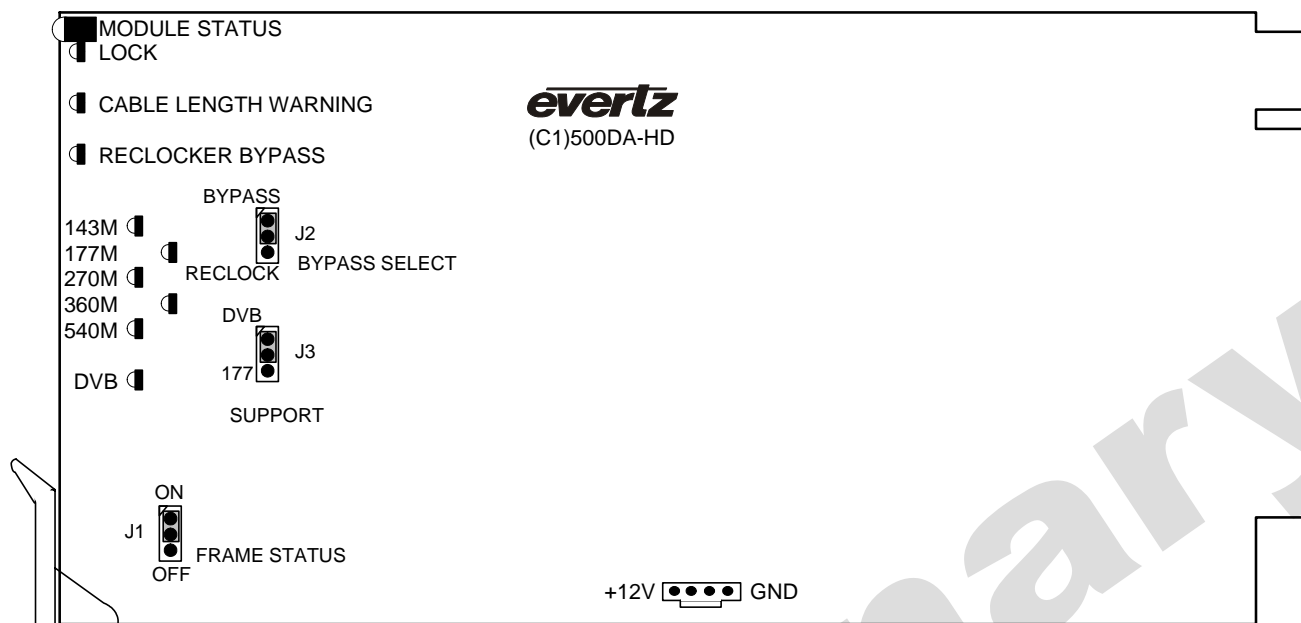 MODULE STATUS
LOCK
CABLE LENGTH WARNING
RECLOCKER BYPASS
evertz
(C1)500DA-HD
BYPASS
J2
BYPASS SELECT
RECLOCK
143M
177M
270M
360M
540M
DVB
DVB
J3
177
SUPPORT
ON
J1
FRAME STATUS
OFF
+12V GND